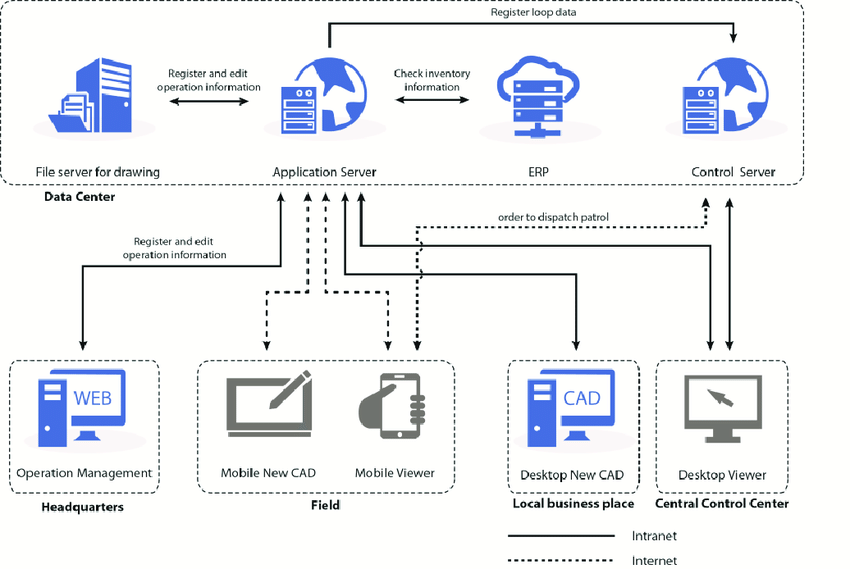 Register loop data
Register and edit
operation information
Check inventory
information
File server for drawing
Application Server
ERP
Control Server
Data Center
order to dispatch patrol
Register and edit
operation information
WEB
CAD
Operation Management
Mobile New CAD
Mobile Viewer
Desktop New CAD
Desktop Viewer
Headquarters
Field
Local business place
Central Control Center
Intranet
Internet